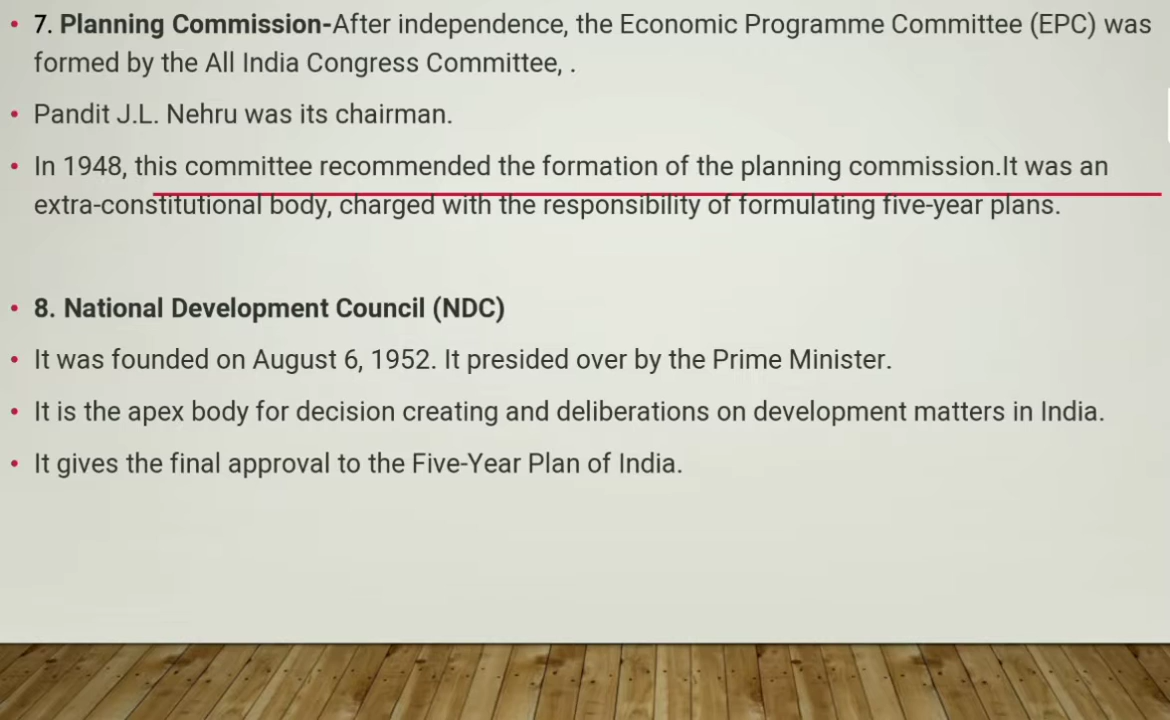 • 7. Planning Commission-After independence, the Economic Programme Committee (EPC) was
formed by the All India Congress Committee, .
• Pandit J.L. Nehru was its chairman.
• In 1948, this committee recommended the formation of the planning commission.It was an
extra-constitutional body, charged with the responsibility of formulating five-year plans.
• 8. National Development Council (NDC)
• It was founded on August 6, 1952. It presided over by the Prime Minister.
• It is the apex body for decision creating and deliberations on development matters in India.
• It gives the final approval to the Five-Year Plan of India.